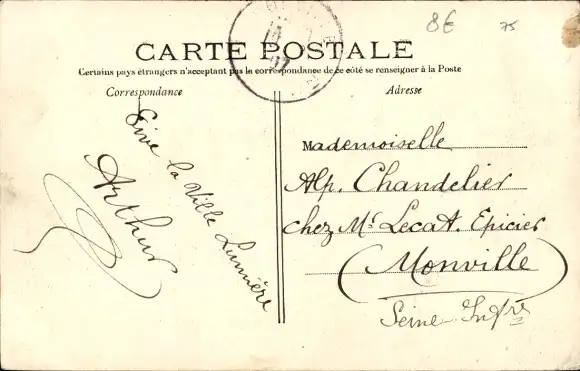 8€ 75
CARTE POSTALE
Certains pays étrangers n'acceptant pas la correspondance de ce côté se renseigner à la Poste
Correspondance
Vive la Ville Lumière
Arthur
Adresse
Mademoiselle
Alp. Chandelier
chez Mr Lecat. Epicier
(Monville)
Seine-Infre